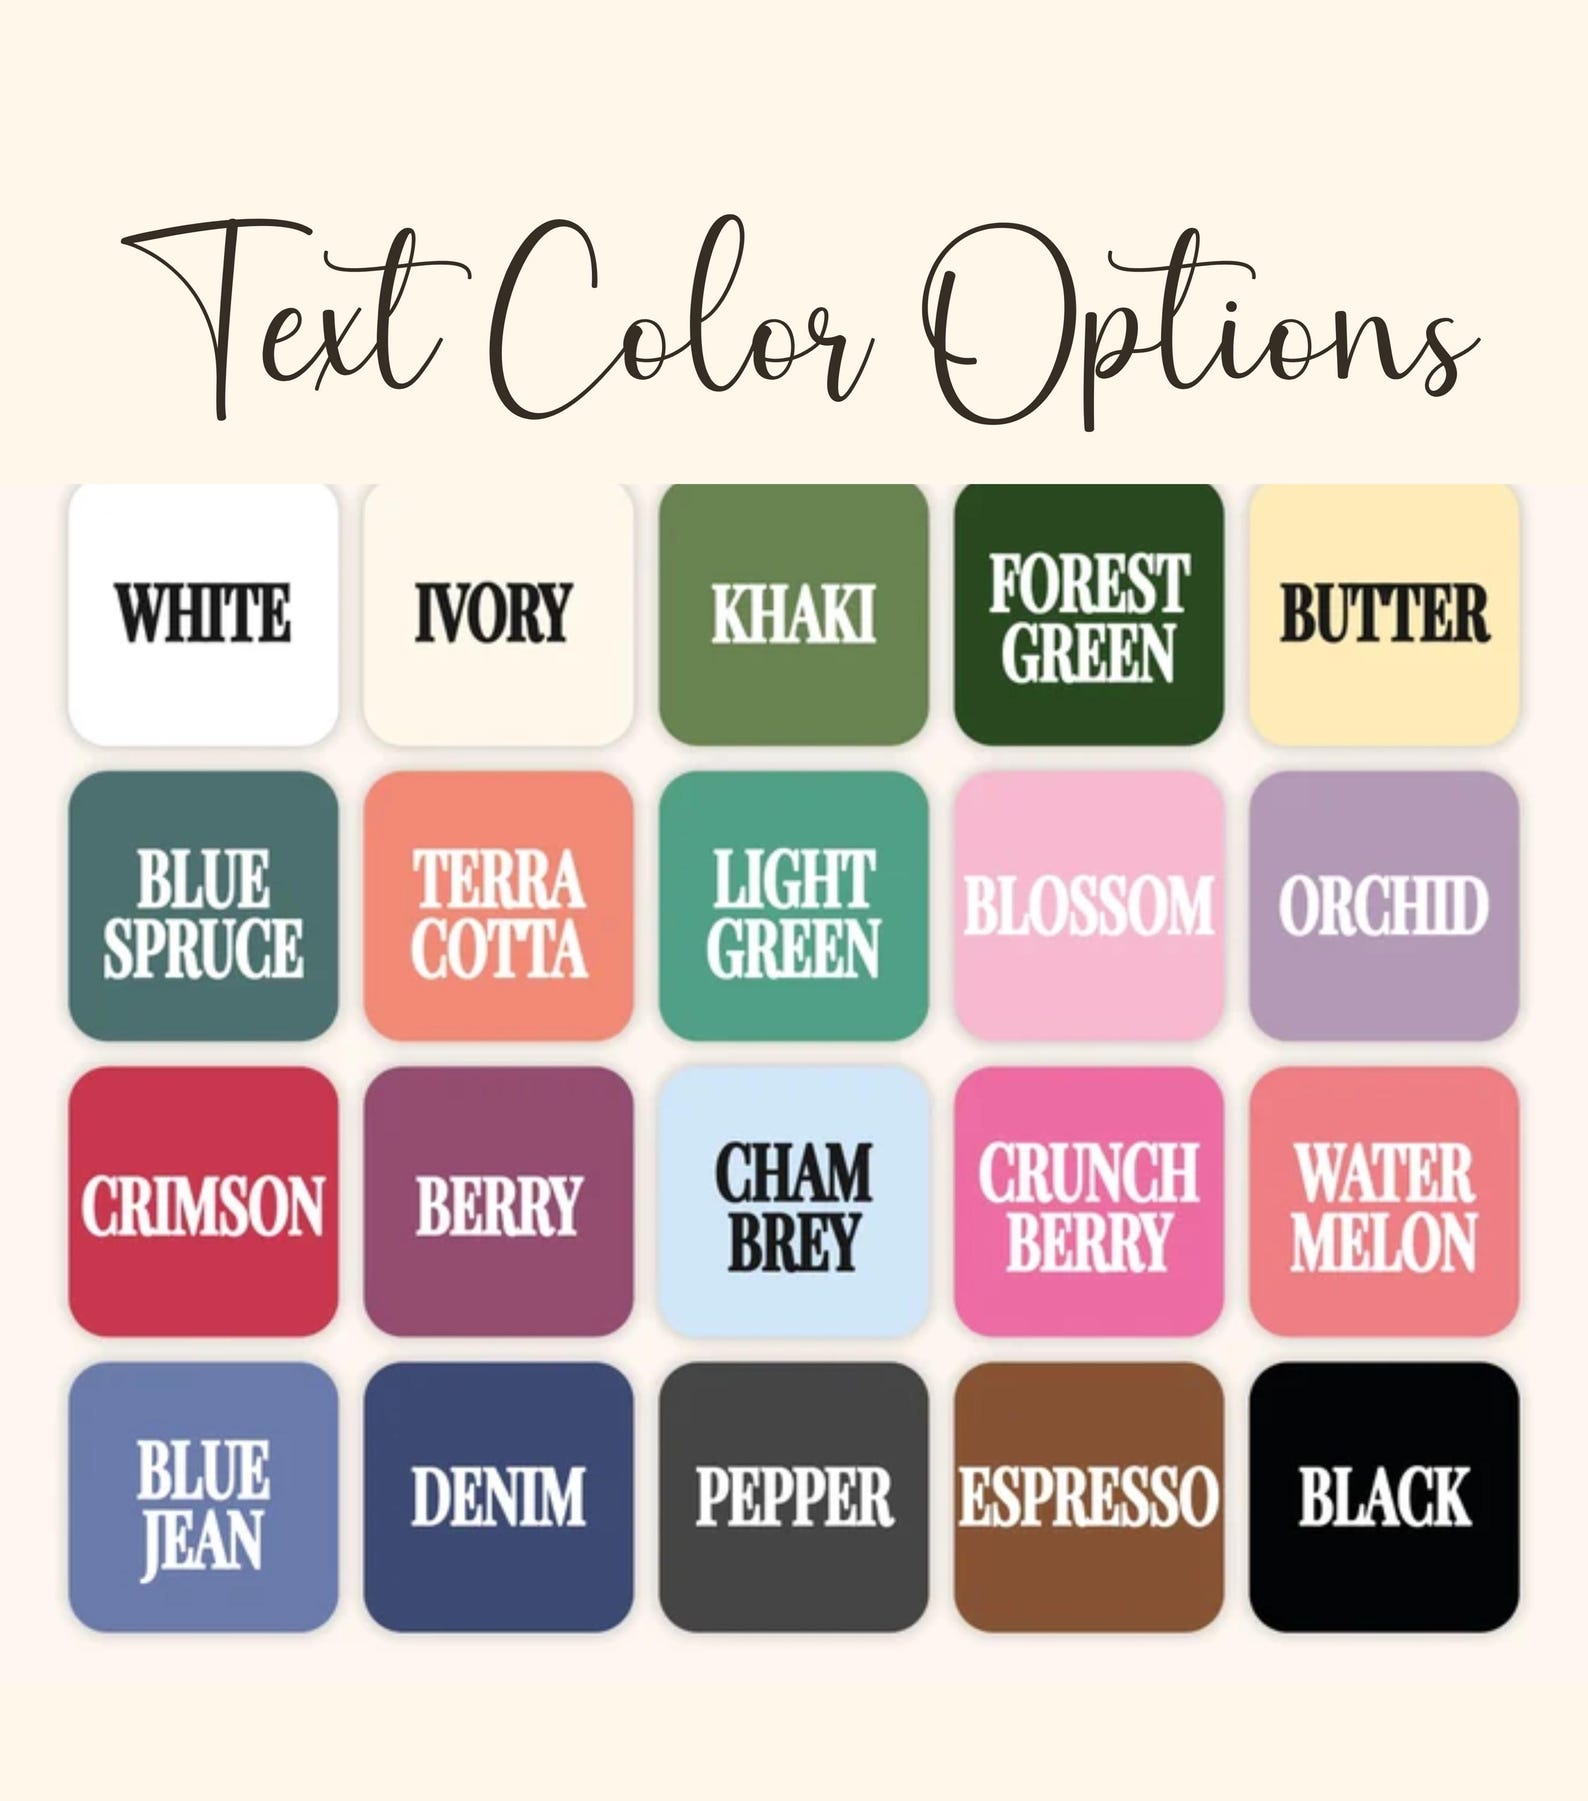 Text Color Options
WHITE
IVORY
KHAKI
FOREST
GREEN
BUTTER
BLUE
SPRUCE
TERRA
COTTA
LIGHT
GREEN
BLOSSOM
ORCHID
CRIMSON
BERRY
CHAM
BREY
CRUNCH
BERRY
WATER
MELON
BLUE
JEAN
DENIM
PEPPER
ESPRESSO
BLACK